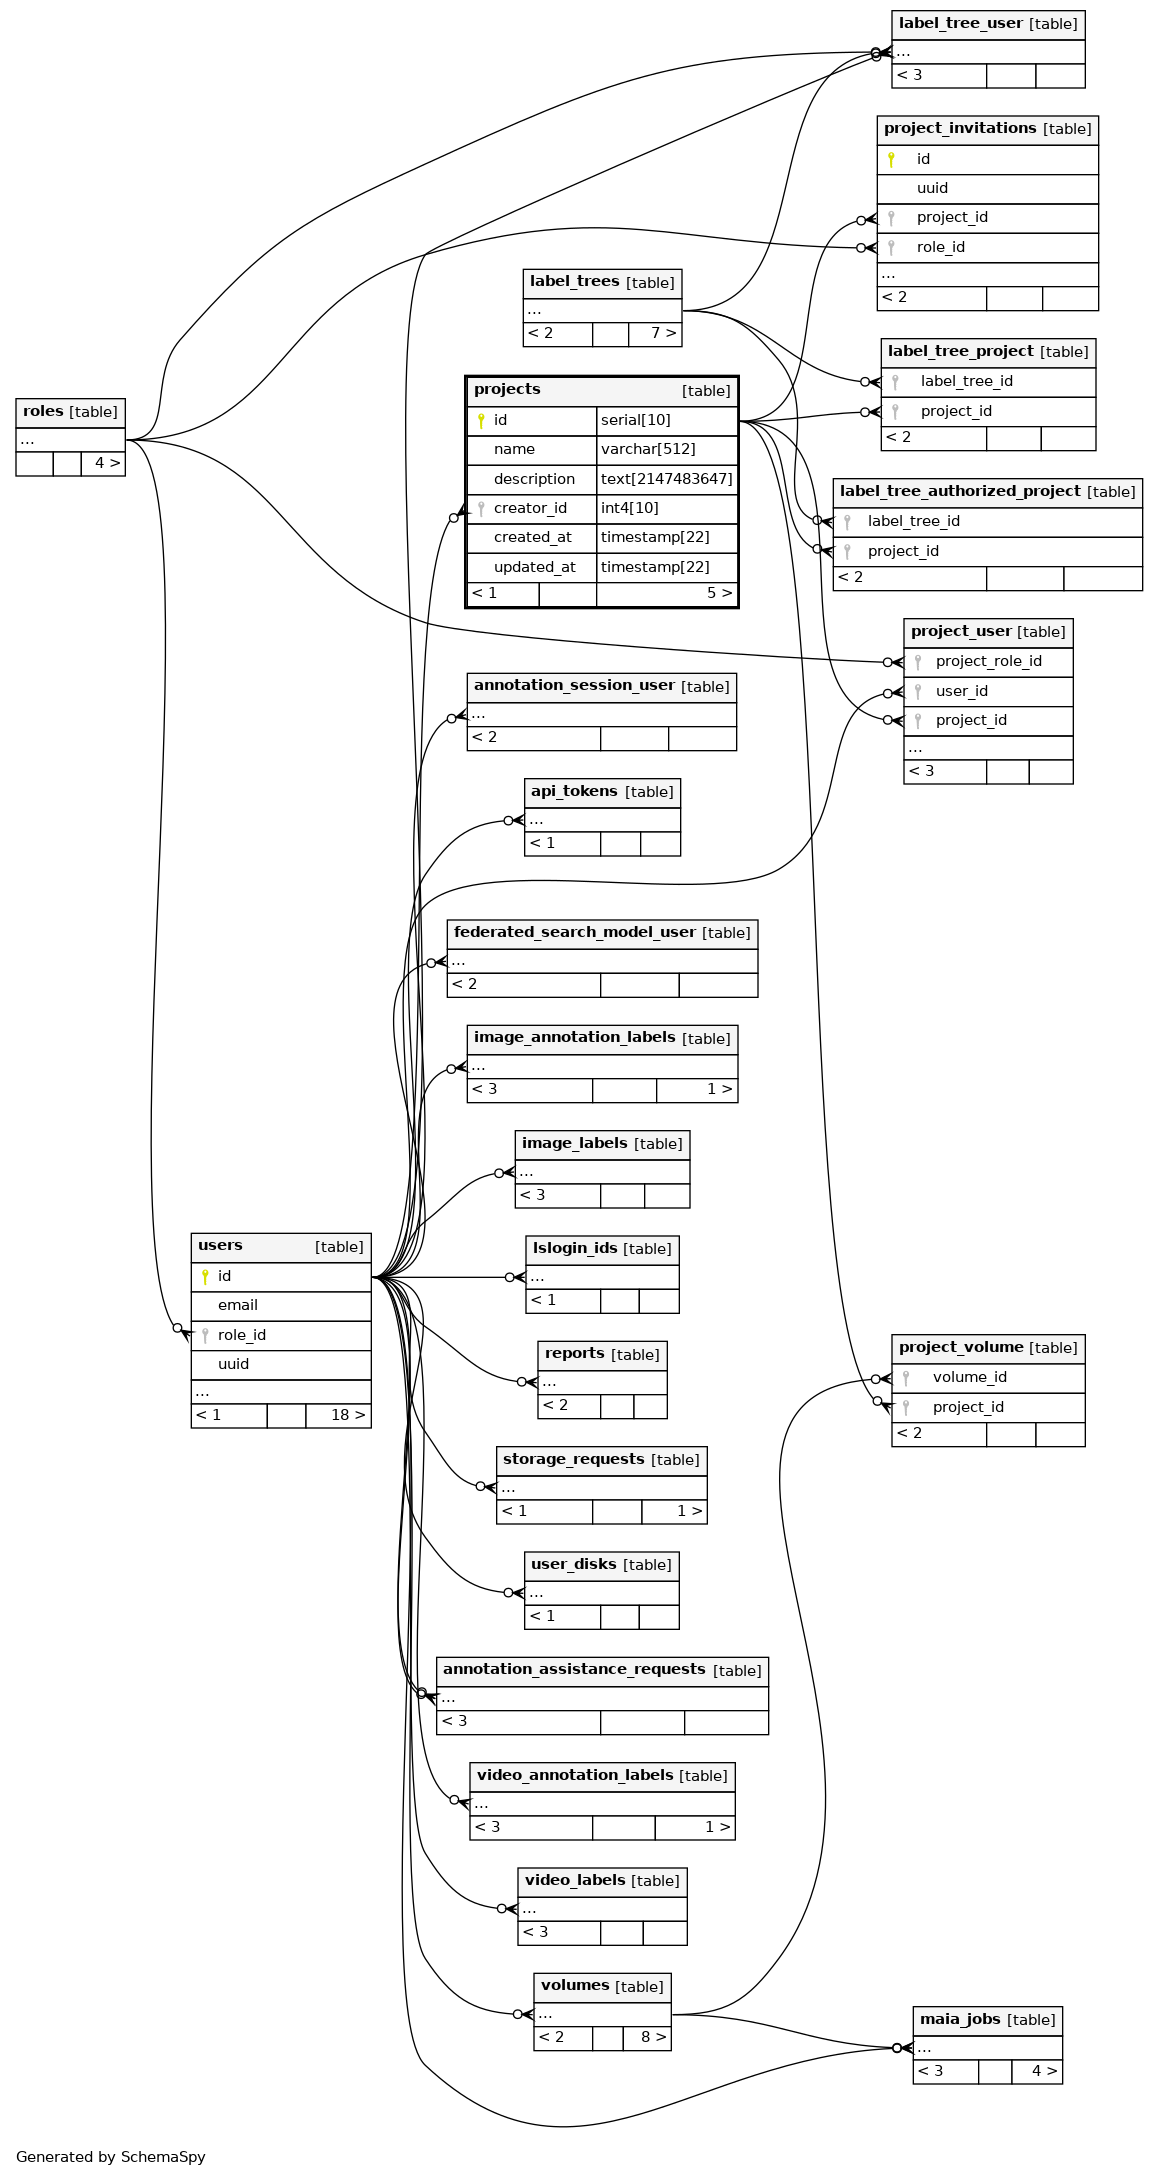 label_tree_user [table]
...
< 3
project_invitations [table]
id
uuid
project_id
role_id
...
< 2
label_trees [table]
...
< 2 7 >
label_tree_project [table]
label_tree_id
project_id
< 2
projects [table]
id serial[10]
name varchar[512]
description text[2147483647]
creator_id int4[10]
created_at timestamp[22]
updated_at timestamp[22]
< 1 5 >
roles [table]
...
4 >
label_tree_authorized_project [table]
label_tree_id
project_id
< 2
project_user [table]
project_role_id
user_id
project_id
...
< 3
annotation_session_user [table]
...
< 2
api_tokens [table]
...
< 1
federated_search_model_user [table]
...
< 2
image_annotation_labels [table]
...
< 3 1 >
image_labels [table]
...
< 3
users [table]
id
email
role_id
uuid
...
< 1 18 >
lslogin_ids [table]
...
< 1
reports [table]
...
< 2
project_volume [table]
volume_id
project_id
< 2
storage_requests [table]
...
< 1 1 >
user_disks [table]
...
< 1
annotation_assistance_requests [table]
...
< 3
video_annotation_labels [table]
...
< 3 1 >
video_labels [table]
...
< 3
volumes [table]
...
< 2 8 >
maia_jobs [table]
...
< 3 4 >
Generated by SchemaSpy